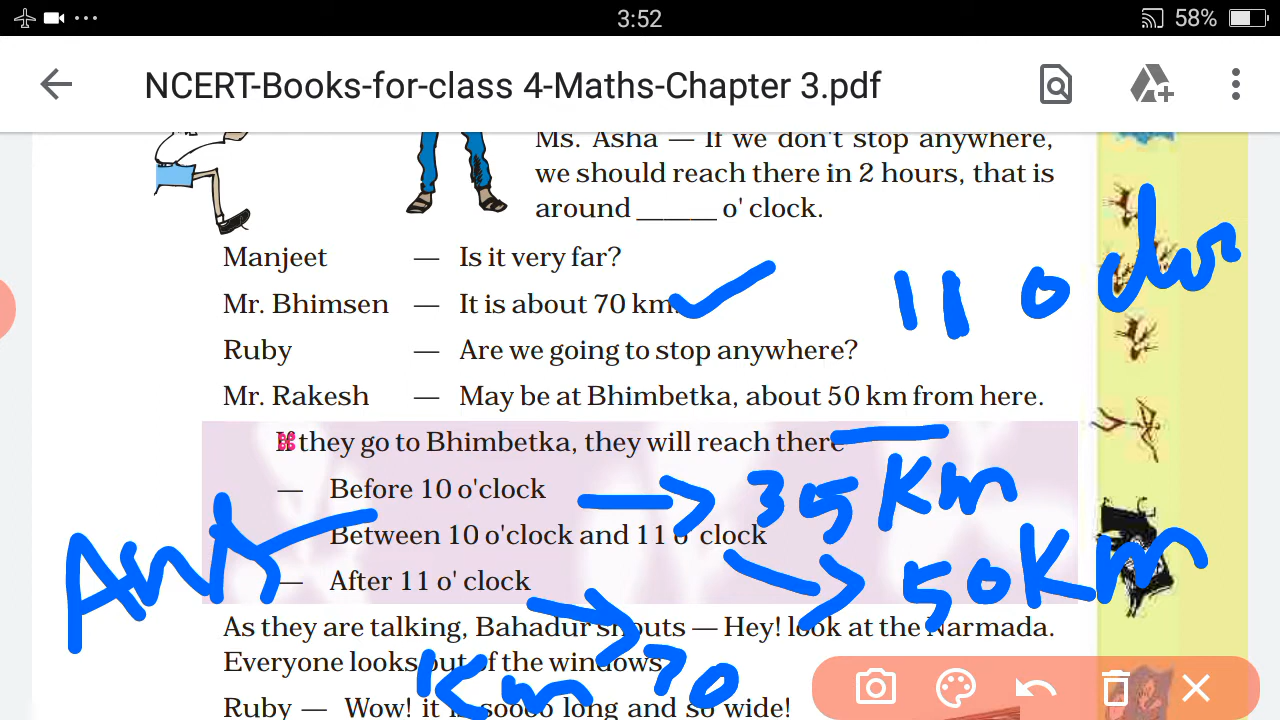 3:52 58%
NCERT-Books-for-class 4-Maths-Chapter 3.pdf
Ms. Asha — If we don't stop anywhere,
we should reach there in 2 hours, that is
around ______ o' clock.
Manjeet — Is it very far?
11 o
Mr. Bhimsen — It is about 70 km.
Ruby — Are we going to stop anywhere?
Mr. Rakesh — May be at Bhimbetka, about 50 km from here.
If they go to Bhimbetka, they will reach there
— Before 10 o'clock
35 Km
Between 10 o'clock and 11 o' clock
Ans
50 Km
— After 11 o' clock
As they are talking, Bahadur shouts — Hey! look at the Narmada.
Everyone looks out of the windows.
70
Km
Ruby — Wow! it is soooo long and so wide!